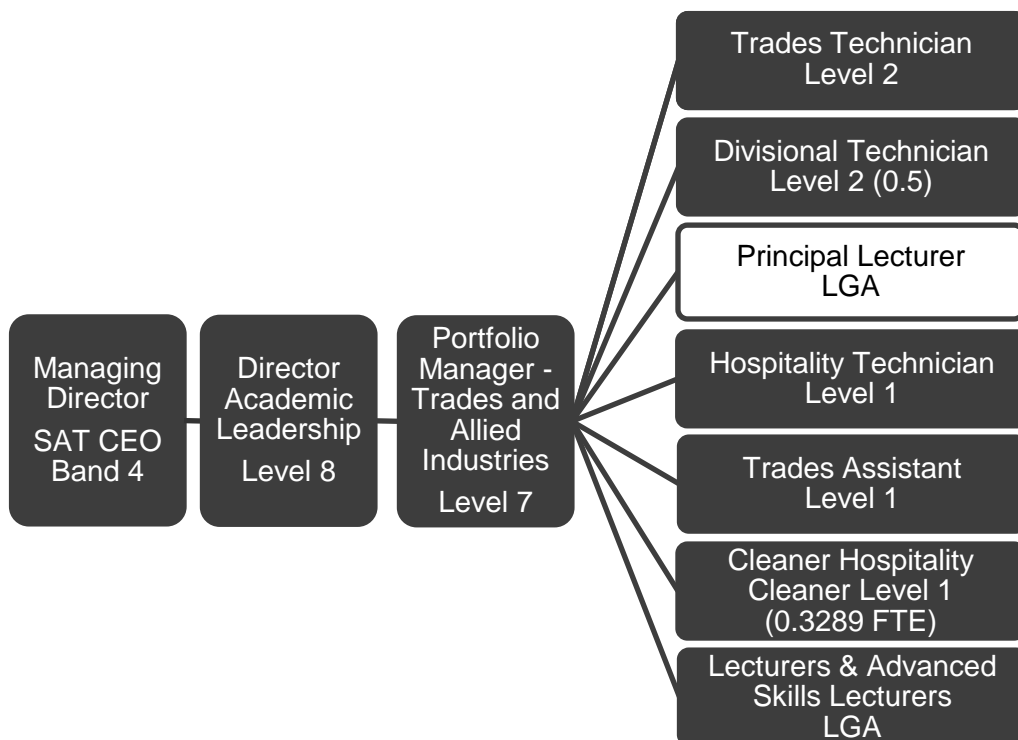 Managing
Director
SAT CEO
Band 4
Director
Academic
Leadership
Level 8
Portfolio
Manager -
Trades and
Allied
Industries
Level 7
Trades Technician
Level 2
Divisional Technician
Level 2 (0.5)
Principal Lecturer
LGA
Hospitality Technician
Level 1
Trades Assistant
Level 1
Cleaner Hospitality
Cleaner Level 1
(0.3289 FTE)
Lecturers & Advanced
Skills Lecturers
LGA